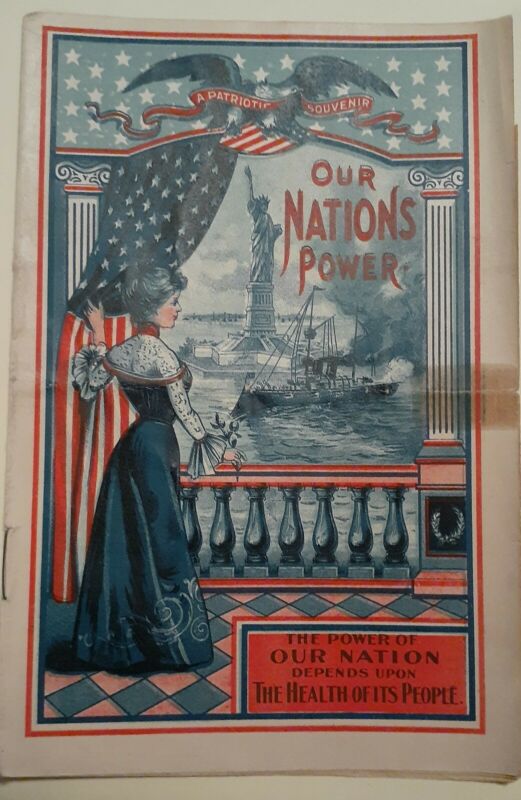 A PATRIOTIC SOUVENIR
OUR
NATIONS
POWER.
THE POWER OF
OUR NATION
DEPENDS UPON
THE HEALTH OF ITS PEOPLE.